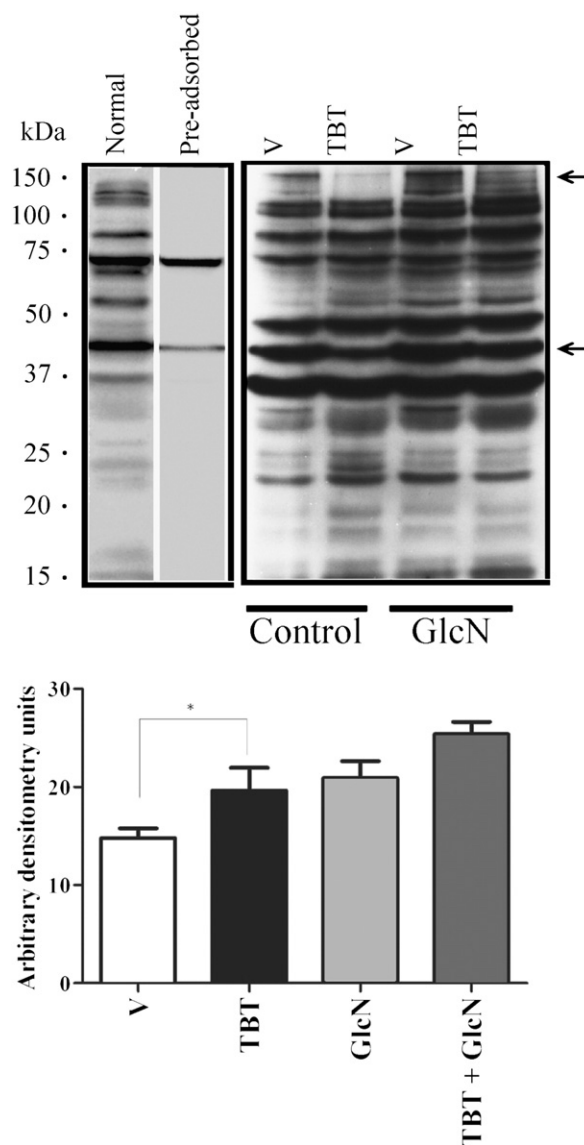 kDa
Normal
Pre-adsorbed
V
TBT
V
TBT
150
100
75
50
37
25
20
15
Control
GlcN
Arbitrary densitometry units
30
20
10
0
*
V
TBT
GlcN
TBT + GlcN